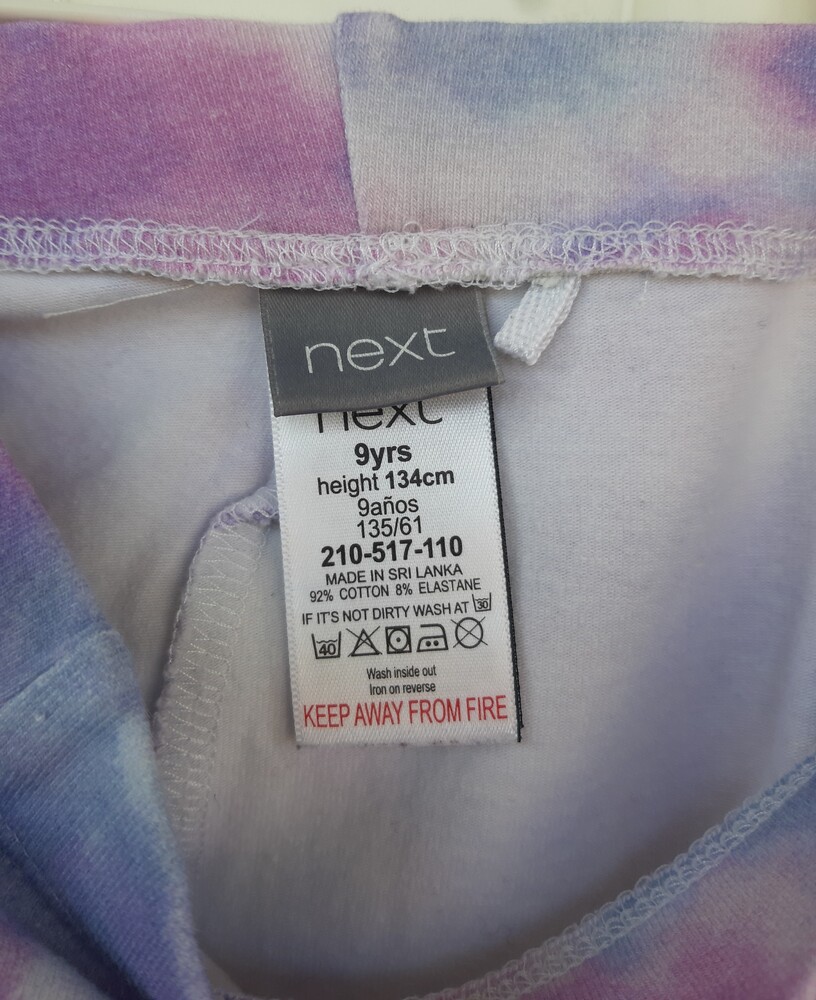 next
next
9yrs
height 134cm
9años
135/61
210-517-110
MADE IN SRI LANKA
92% COTTON 8% ELASTANE
IF IT'S NOT DIRTY WASH AT 30
40
Wash inside out
Iron on reverse
KEEP AWAY FROM FIRE